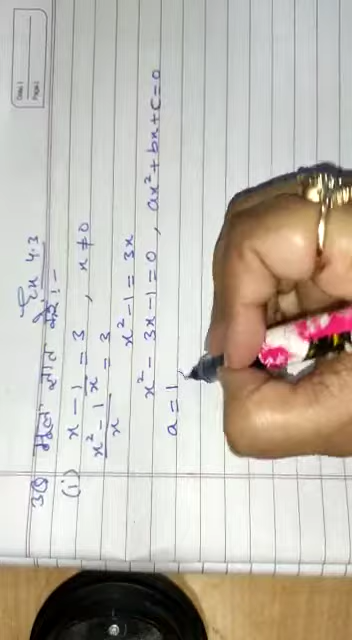 Ex 4.3
3Q मूल ज्ञात करें :-
(i) x - 1/x = 3 , x ≠ 0
x² - 1/x = 3
x² - 1 = 3x
x² - 3x - 1 = 0 , ax² + bx + c = 0
a = 1